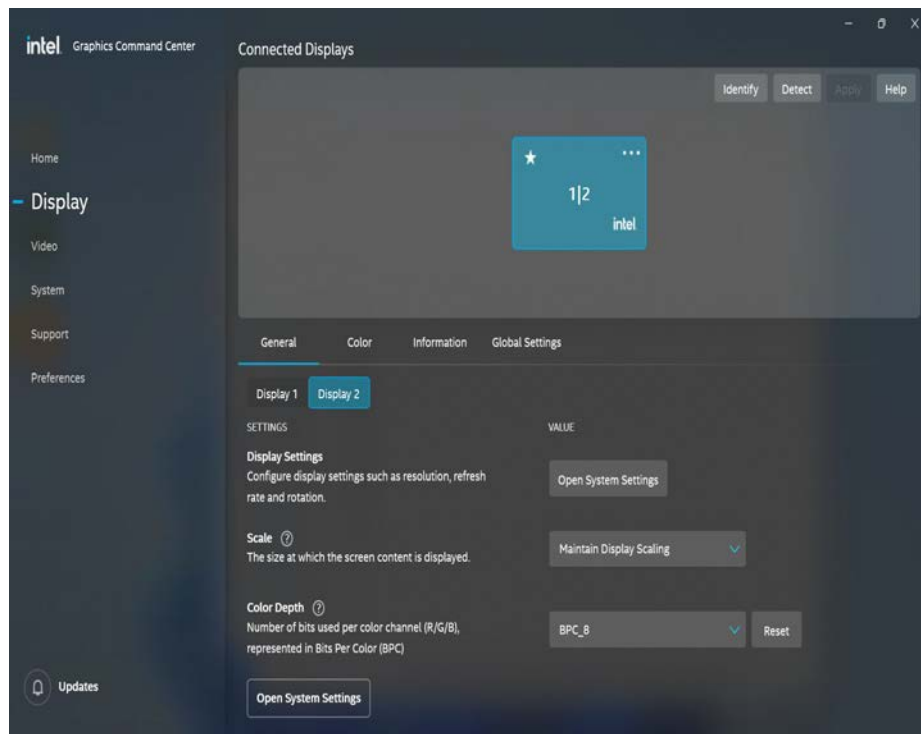 intel Graphics Command Center
Connected Displays
Identify Detect Apply Help
Home
Display
Video
System
Support
Preferences
1|2
intel
General Color Information Global Settings
Display 1 Display 2
SETTINGS VALUE
Display Settings
Configure display settings such as resolution, refresh
rate and rotation.
Open System Settings
Scale ?
The size at which the screen content is displayed.
Maintain Display Scaling
Color Depth ?
Number of bits used per color channel (R/G/B),
represented in Bits Per Color (BPC)
BPC_8 Reset
Open System Settings
Updates